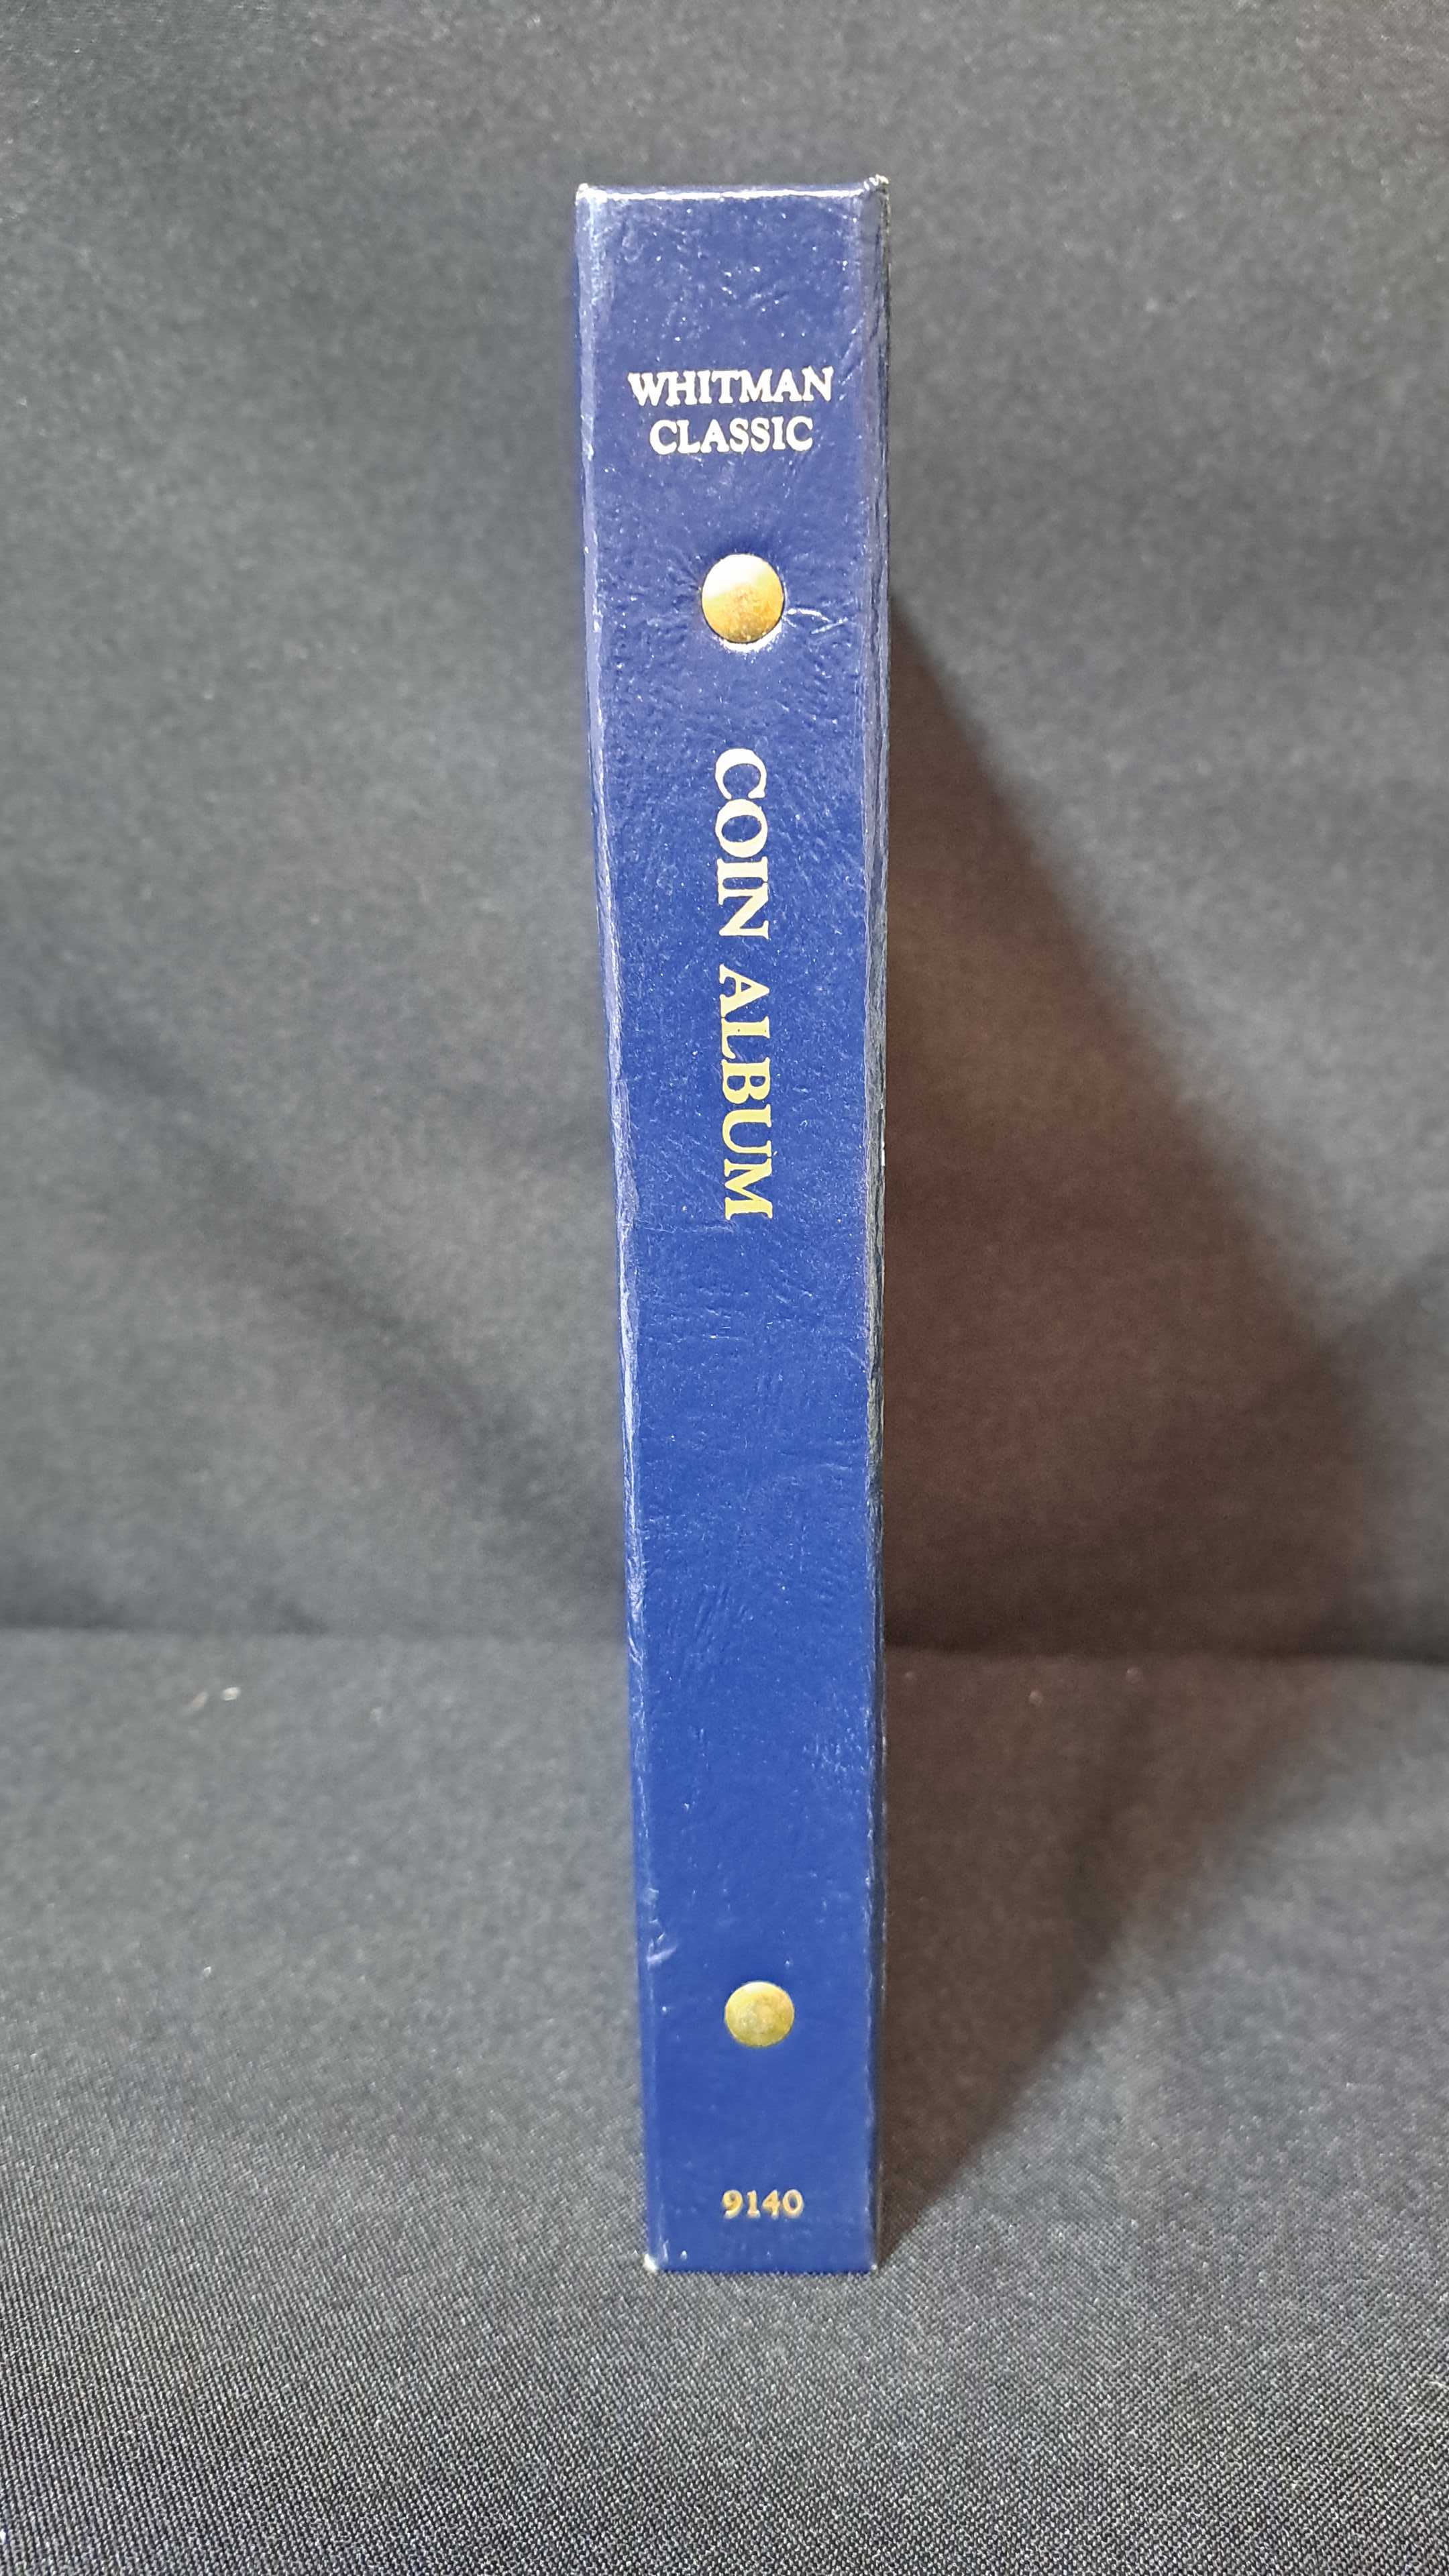 WHITMAN
CLASSIC
COIN ALBUM
9140